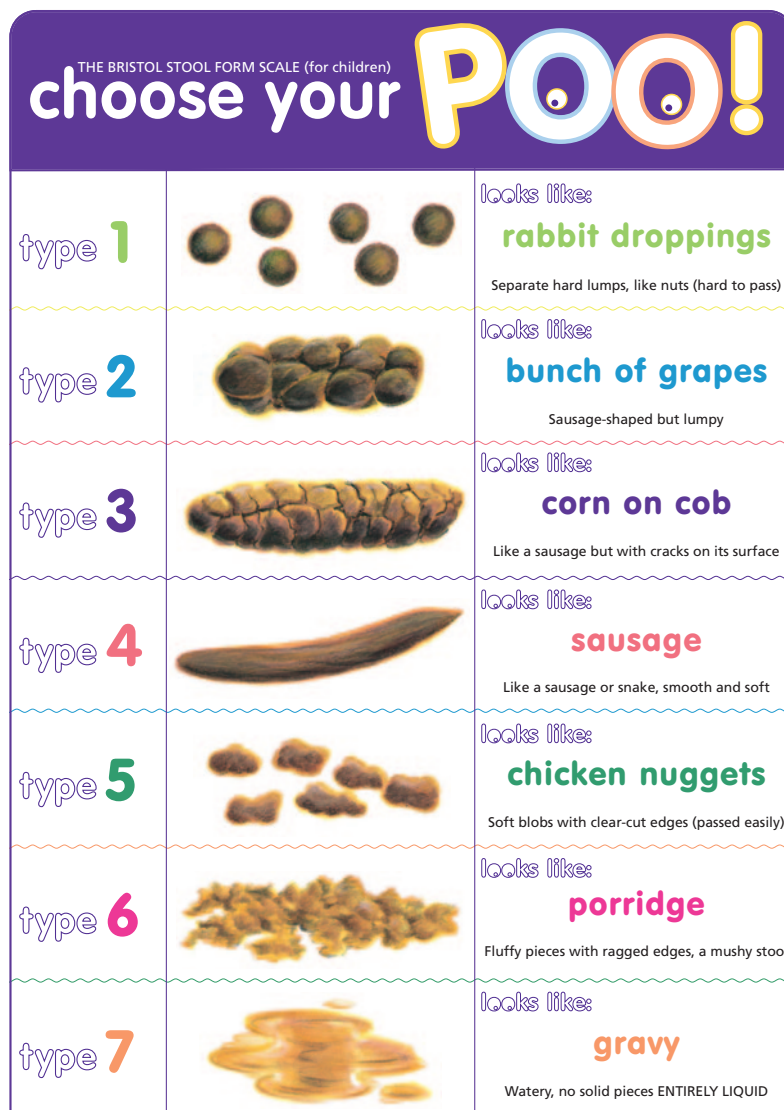 THE BRISTOL STOOL FORM SCALE (for children)
choose your POO!
type 1
looks like:
rabbit droppings
Separate hard lumps, like nuts (hard to pass)
type 2
looks like:
bunch of grapes
Sausage-shaped but lumpy
type 3
looks like:
corn on cob
Like a sausage but with cracks on its surface
type 4
looks like:
sausage
Like a sausage or snake, smooth and soft
type 5
looks like:
chicken nuggets
Soft blobs with clear-cut edges (passed easily)
type 6
looks like:
porridge
Fluffy pieces with ragged edges, a mushy stoo
type 7
looks like:
gravy
Watery, no solid pieces ENTIRELY LIQUID